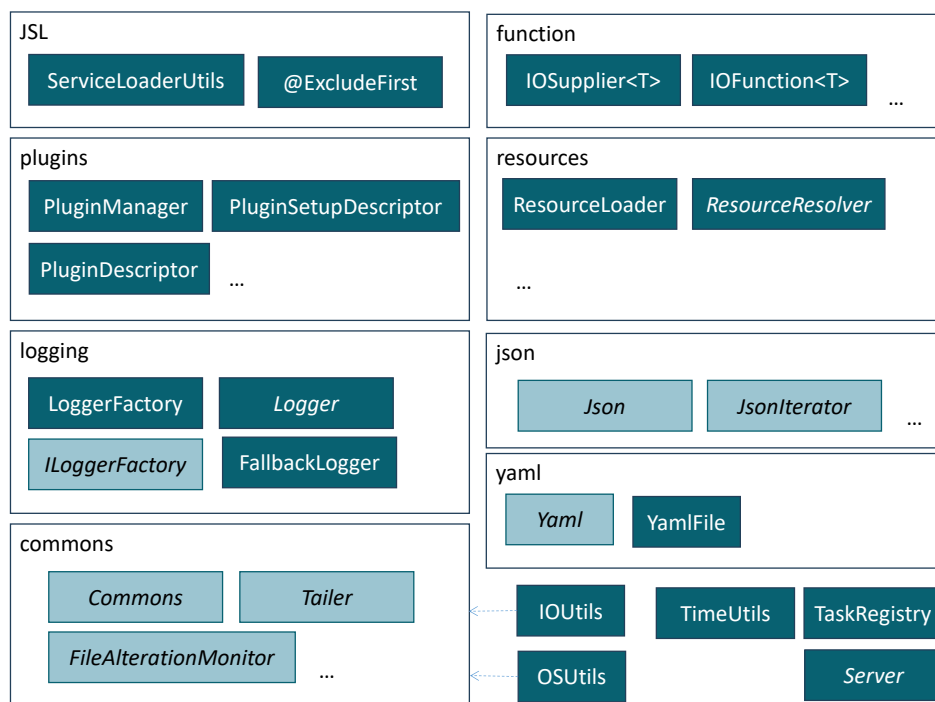 JSL
ServiceLoaderUtils
@ExcludeFirst
function
IOSupplier<T>
IOFunction<T>
...
plugins
PluginManager
PluginSetupDescriptor
PluginDescriptor
...
resources
ResourceLoader
ResourceResolver
...
logging
LoggerFactory
Logger
ILoggerFactory
FallbackLogger
json
Json
JsonIterator
...
yaml
Yaml
YamlFile
commons
Commons
Tailer
FileAlterationMonitor
...
IOUtils
TimeUtils
TaskRegistry
OSUtils
Server